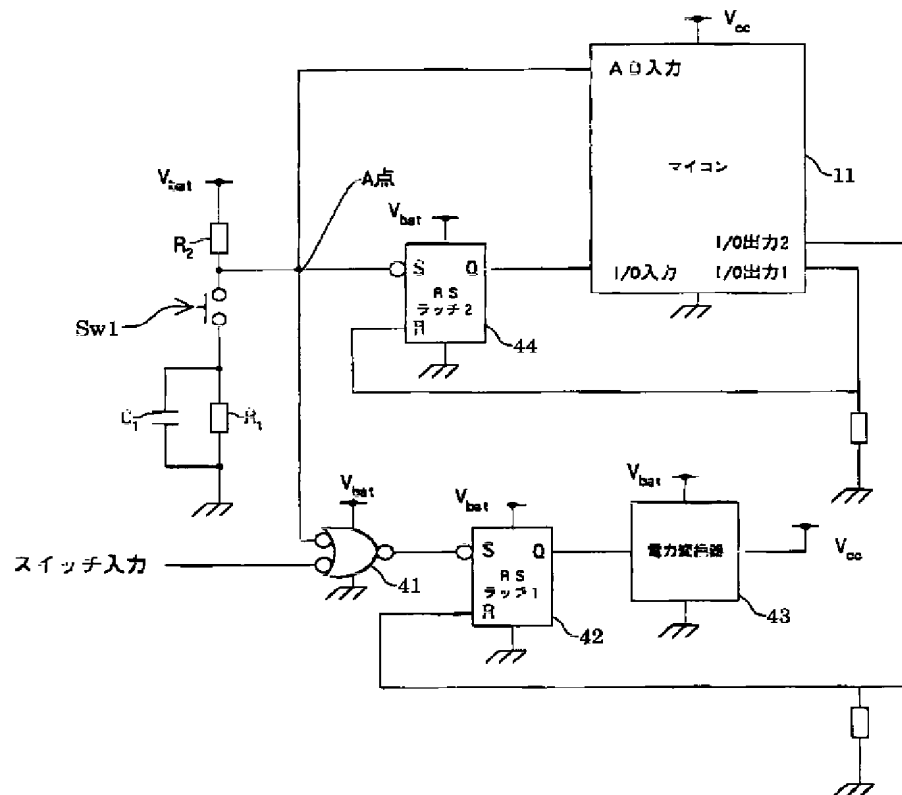 Vcc
AD入力
マイコン
11
I/O出力2
I/O入力
I/O出力1
Vbat
R2
A点
Sw1
C1
R1
Vbat
S Q
RS
ラッチ2
R
44
スイッチ入力
Vbat
41
Vbat
S Q
RS
ラッチ1
R
42
Vbat
電力変換器
43
Vcc